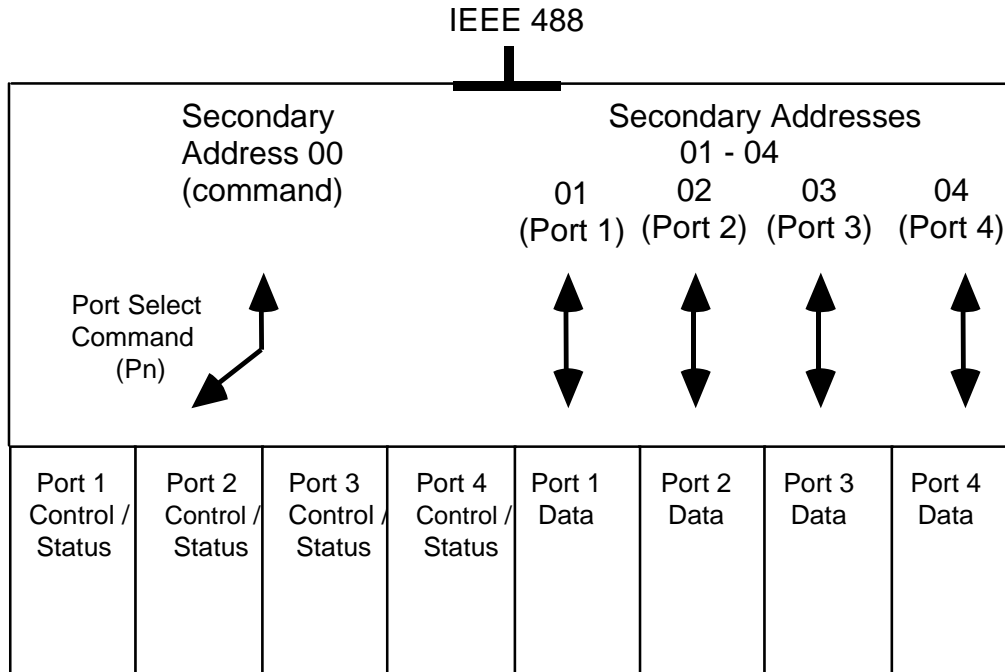 IEEE 488
Secondary
Address 00
(command)
Secondary Addresses
01 - 04
01
(Port 1)
02
(Port 2)
03
(Port 3)
04
(Port 4)
Port Select
Command
(Pn)
Port 1
Control /
Status
Port 2
Control /
Status
Port 3
Control /
Status
Port 4
Control /
Status
Port 1
Data
Port 2
Data
Port 3
Data
Port 4
Data